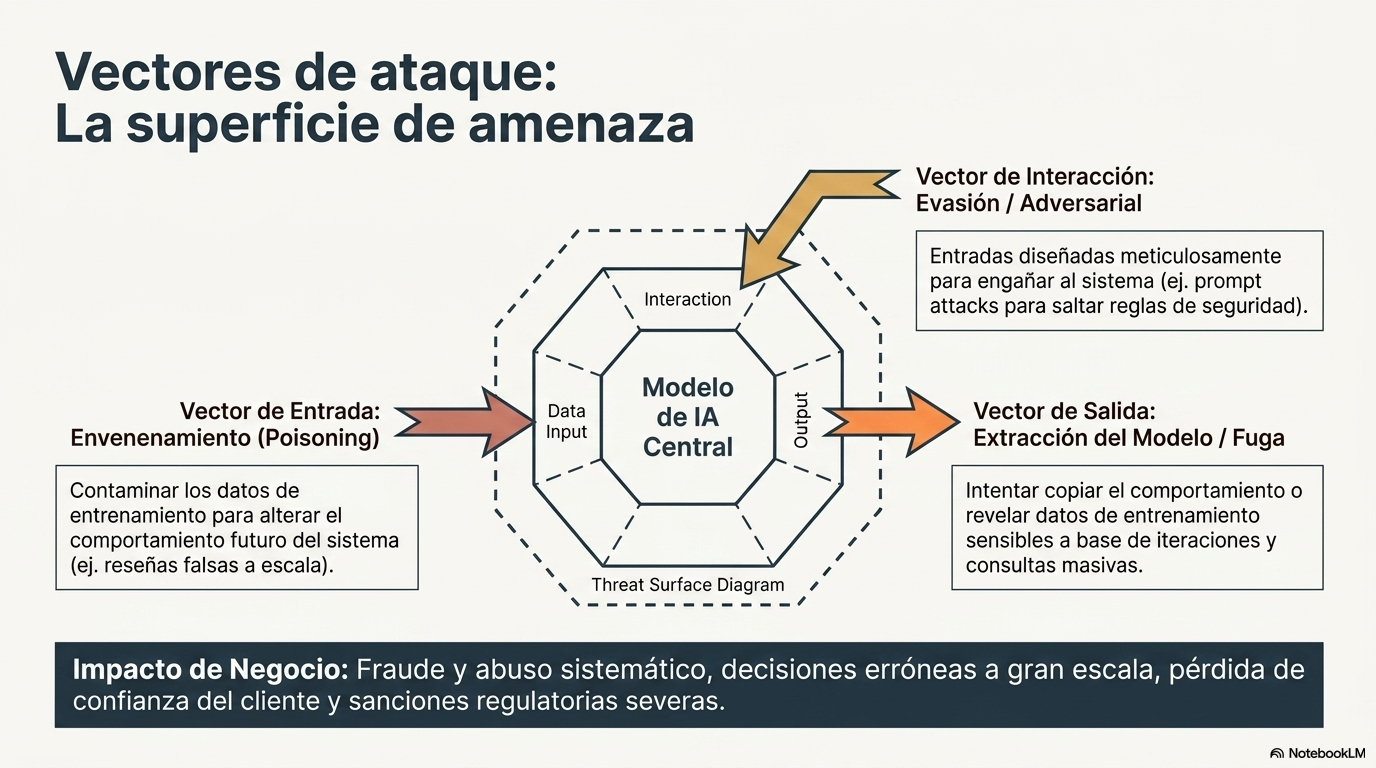 Vectores de ataque:
La superficie de amenaza
Vector de Interacción:
Evasión / Adversarial
Entradas diseñadas meticulosamente
para engañar al sistema (ej. prompt
attacks para saltar reglas de seguridad).
Interaction
Modelo
de IA
Central
Data
Input
Output
Threat Surface Diagram
Vector de Entrada:
Envenenamiento (Poisoning)
Contaminar los datos de
entrenamiento para alterar el
comportamiento futuro del sistema
(ej. reseñas falsas a escala).
Vector de Salida:
Extracción del Modelo / Fuga
Intentar copiar el comportamiento o
revelar datos de entrenamiento
sensibles a base de iteraciones y
consultas masivas.
Impacto de Negocio: Fraude y abuso sistemático, decisiones erróneas a gran escala, pérdida de
confianza del cliente y sanciones regulatorias severas.
NotebookLM